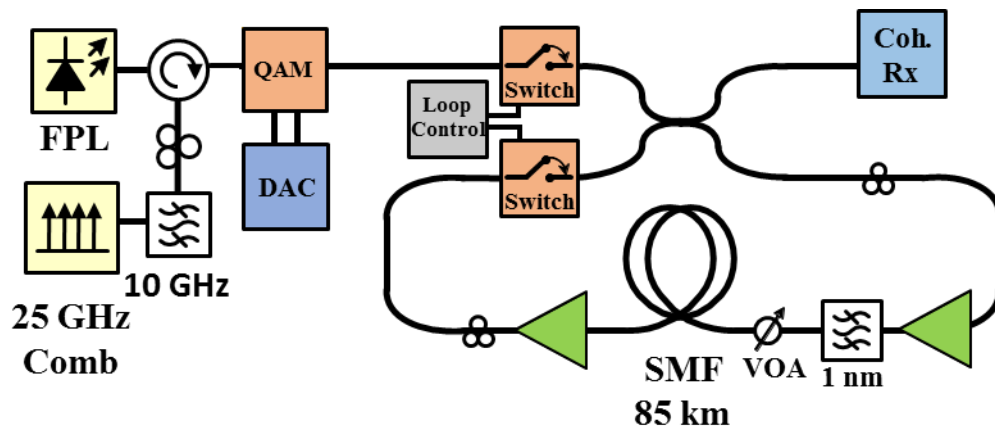 FPL
QAM
DAC
25 GHz
Comb
10 GHz
Loop
Control
Switch
Switch
Coh.
Rx
SMF
85 km
VOA
1 nm